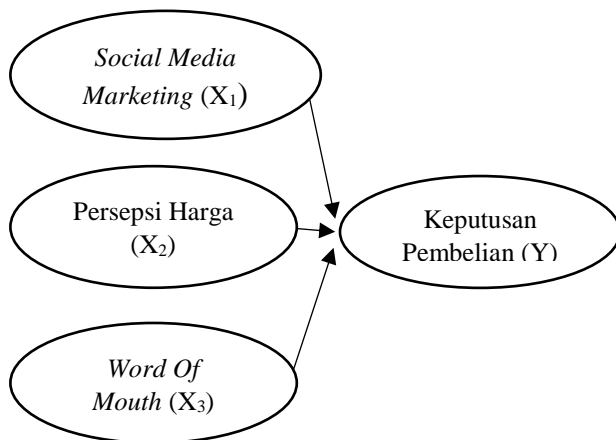 Social Media
Marketing (X₁)
Persepsi Harga
(X₂)
Keputusan
Pembelian (Y)
Word Of
Mouth (X₃)